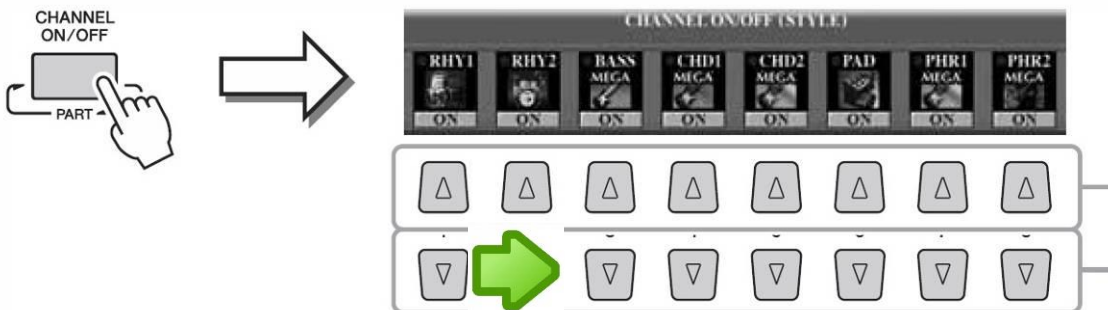 CHANNEL
ON/OFF
PART
CHANNEL ON/OFF (STYLE)
RHY1 RHY2 BASS CHD1 CHD2 PAD PHR1 PHR2
MEGA MEGA MEGA MEGA MEGA
ON ON ON ON ON ON ON ON